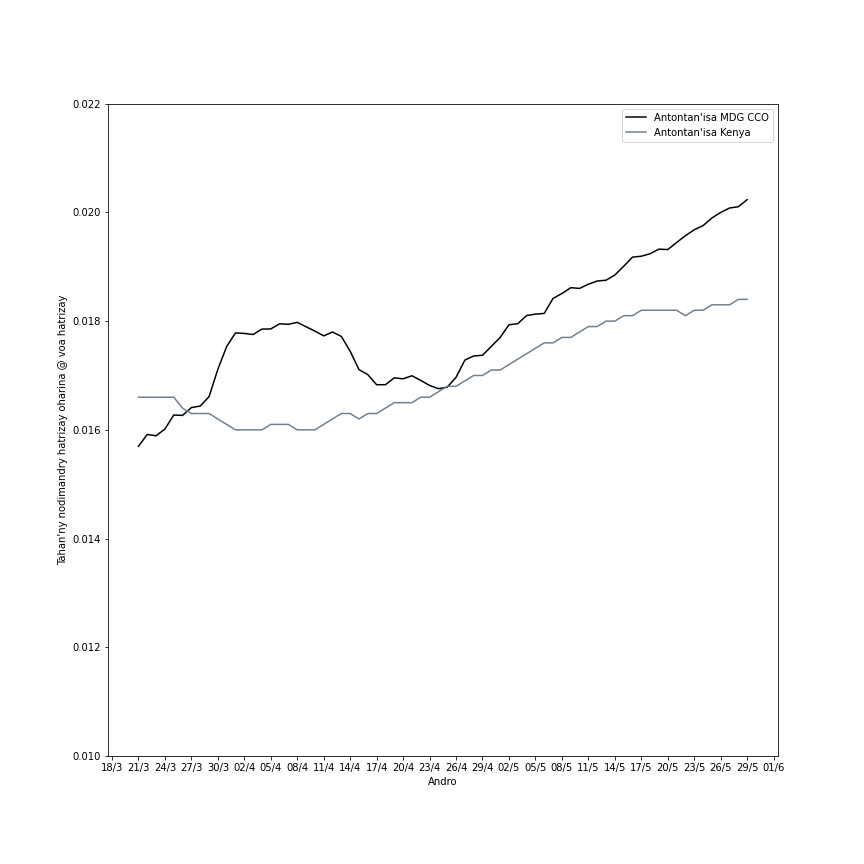 0.022
0.020
0.018
0.016
0.014
0.012
0.010
Tahan'ny nodimandry hatrizay oharina @ voa hatrizay
Antontan'isa MDG CCO
Antontan'isa Kenya
18/3 21/3 24/3 27/3 30/3 02/4 05/4 08/4 11/4 14/4 17/4 20/4 23/4 26/4 29/4 02/5 05/5 08/5 11/5 14/5 17/5 20/5 23/5 26/5 29/5 01/6
Andro